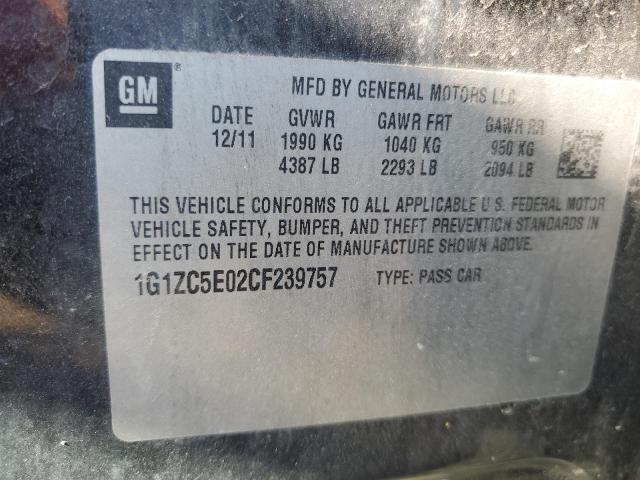 GM®
MFD BY GENERAL MOTORS LLC
DATE GVWR GAWR FRT GAWR RR
12/11 1990 KG 1040 KG 950 KG
4387 LB 2293 LB 2094 LB
THIS VEHICLE CONFORMS TO ALL APPLICABLE U.S. FEDERAL MOTOR
VEHICLE SAFETY, BUMPER, AND THEFT PREVENTION STANDARDS IN
EFFECT ON THE DATE OF MANUFACTURE SHOWN ABOVE.
1G1ZC5E02CF239757 TYPE: PASS CAR